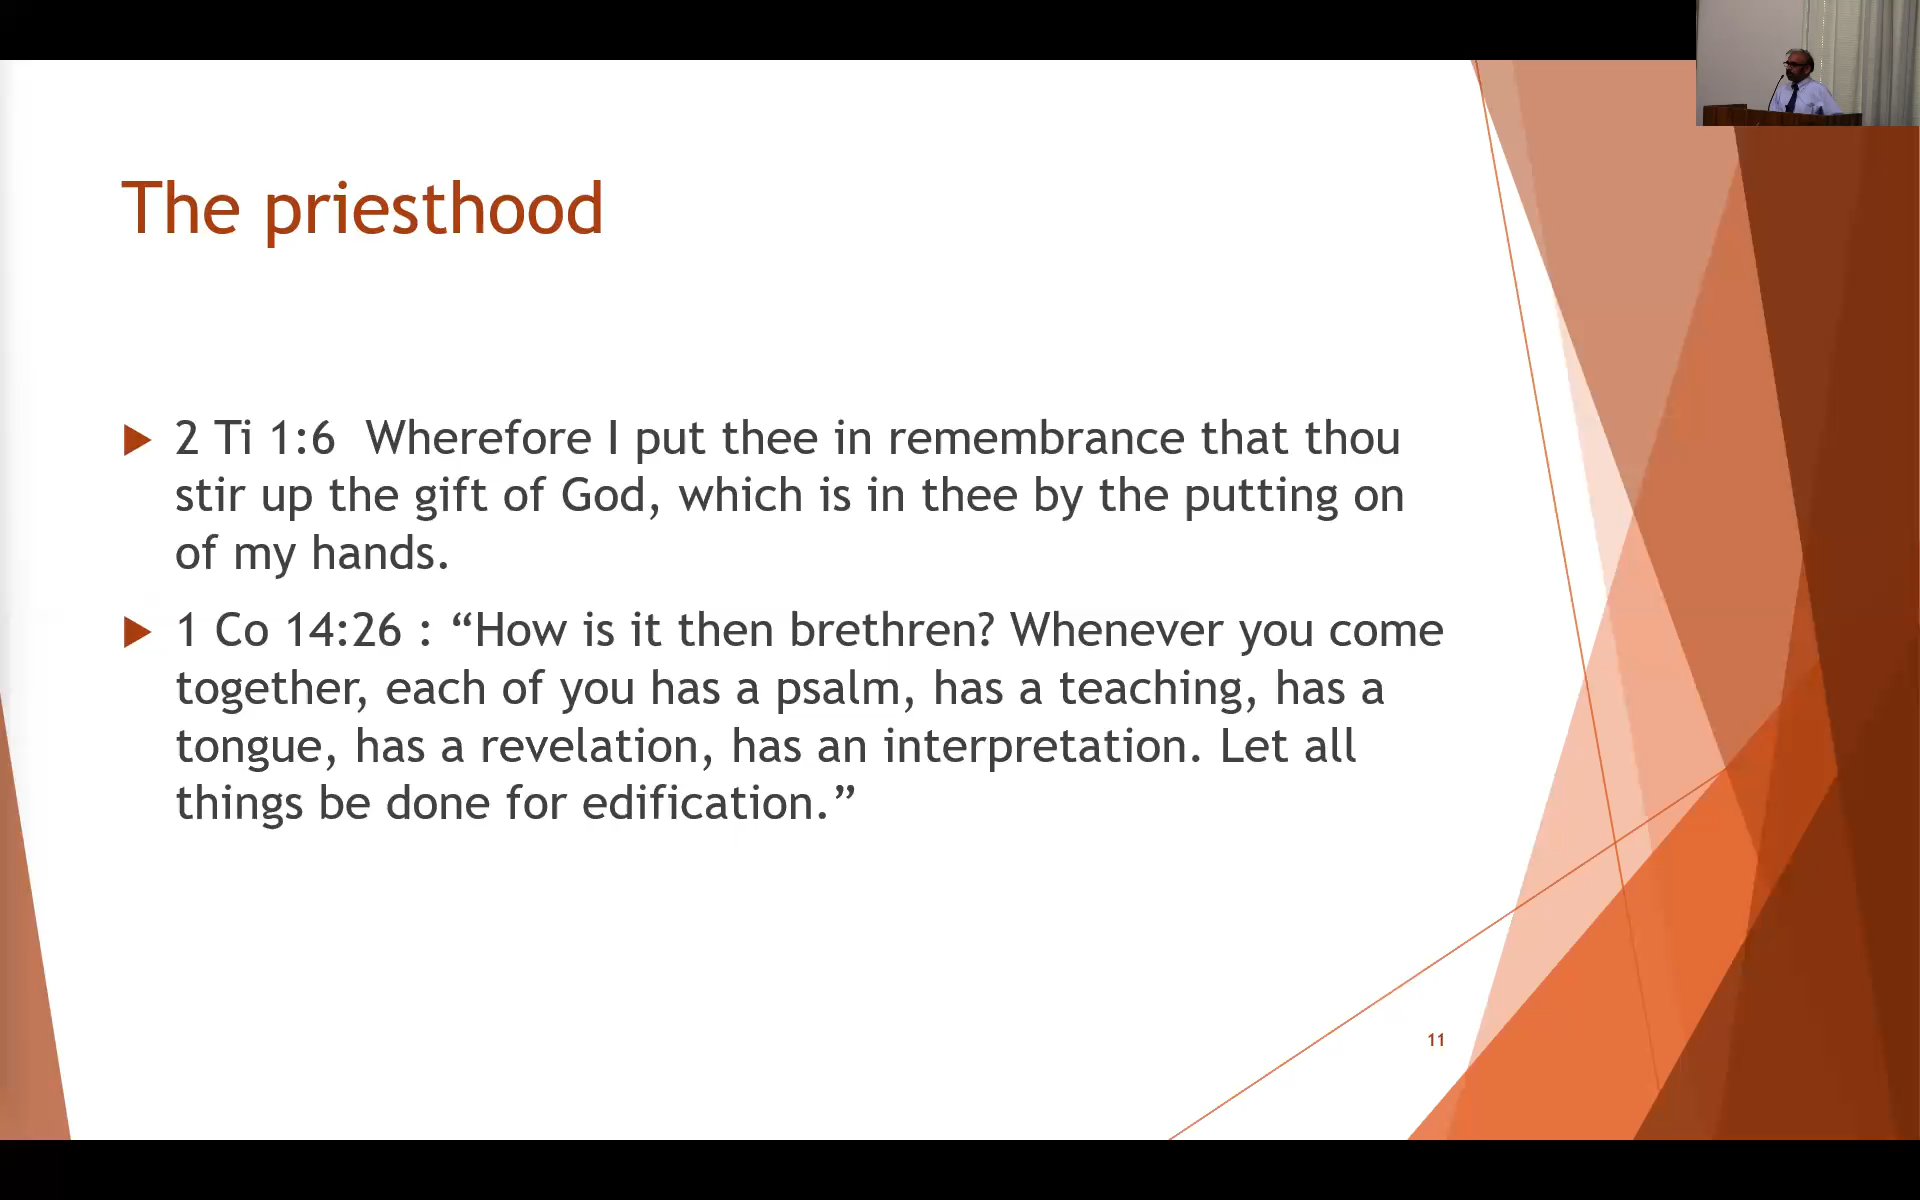 The priesthood
2 Ti 1:6  Wherefore I put thee in remembrance that thou
stir up the gift of God, which is in thee by the putting on
of my hands.
1 Co 14:26 : “How is it then brethren? Whenever you come
together, each of you has a psalm, has a teaching, has a
tongue, has a revelation, has an interpretation. Let all
things be done for edification.”
11